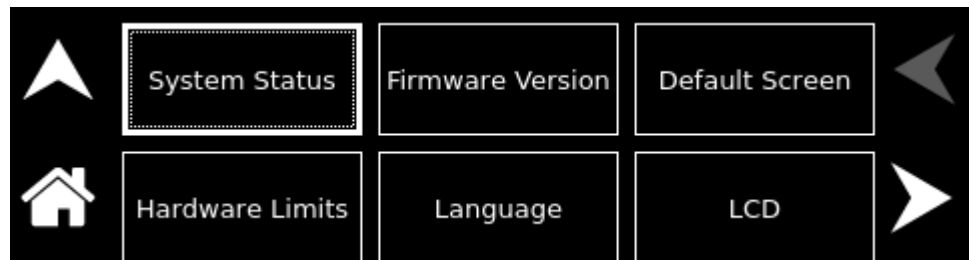 System Status
Firmware Version
Default Screen
Hardware Limits
Language
LCD